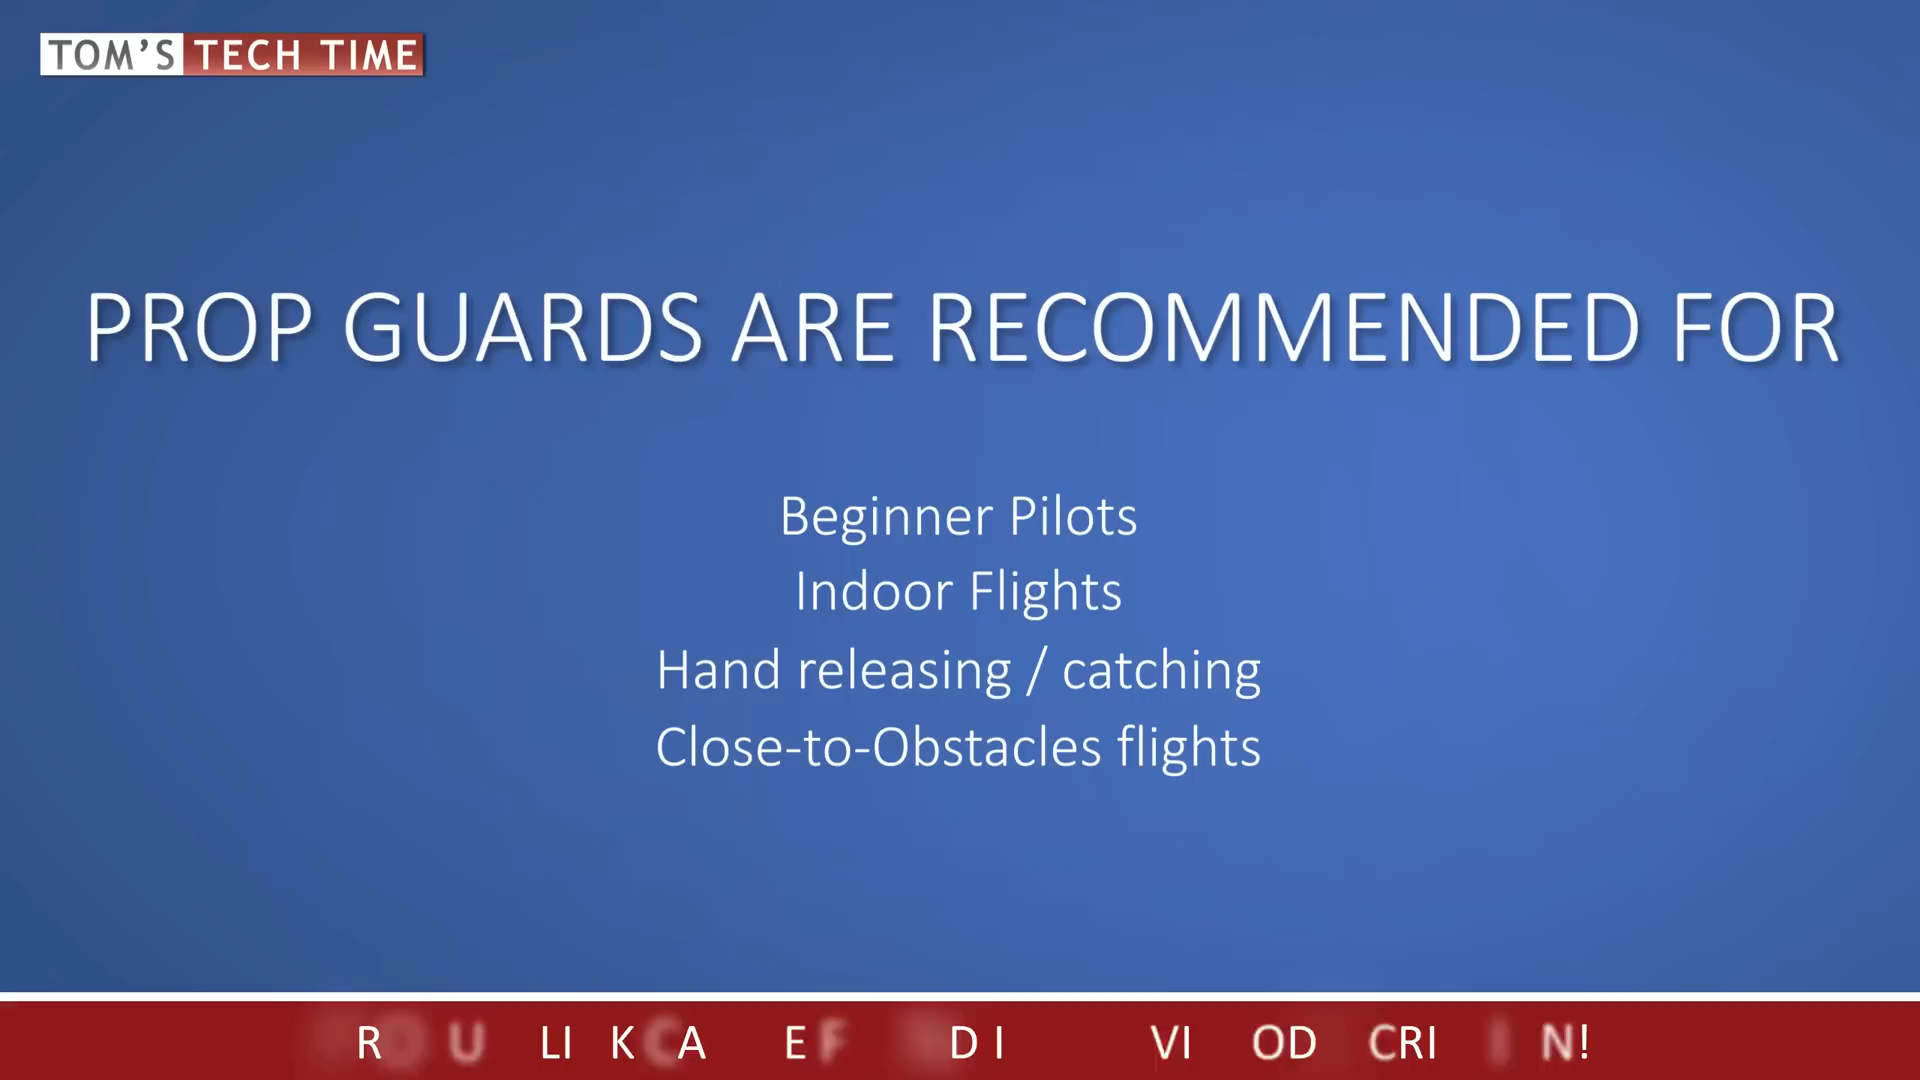 TOM'S TECH TIME
PROP GUARDS ARE RECOMMENDED FOR
Beginner Pilots
Indoor Flights
Hand releasing / catching
Close-to-Obstacles flights